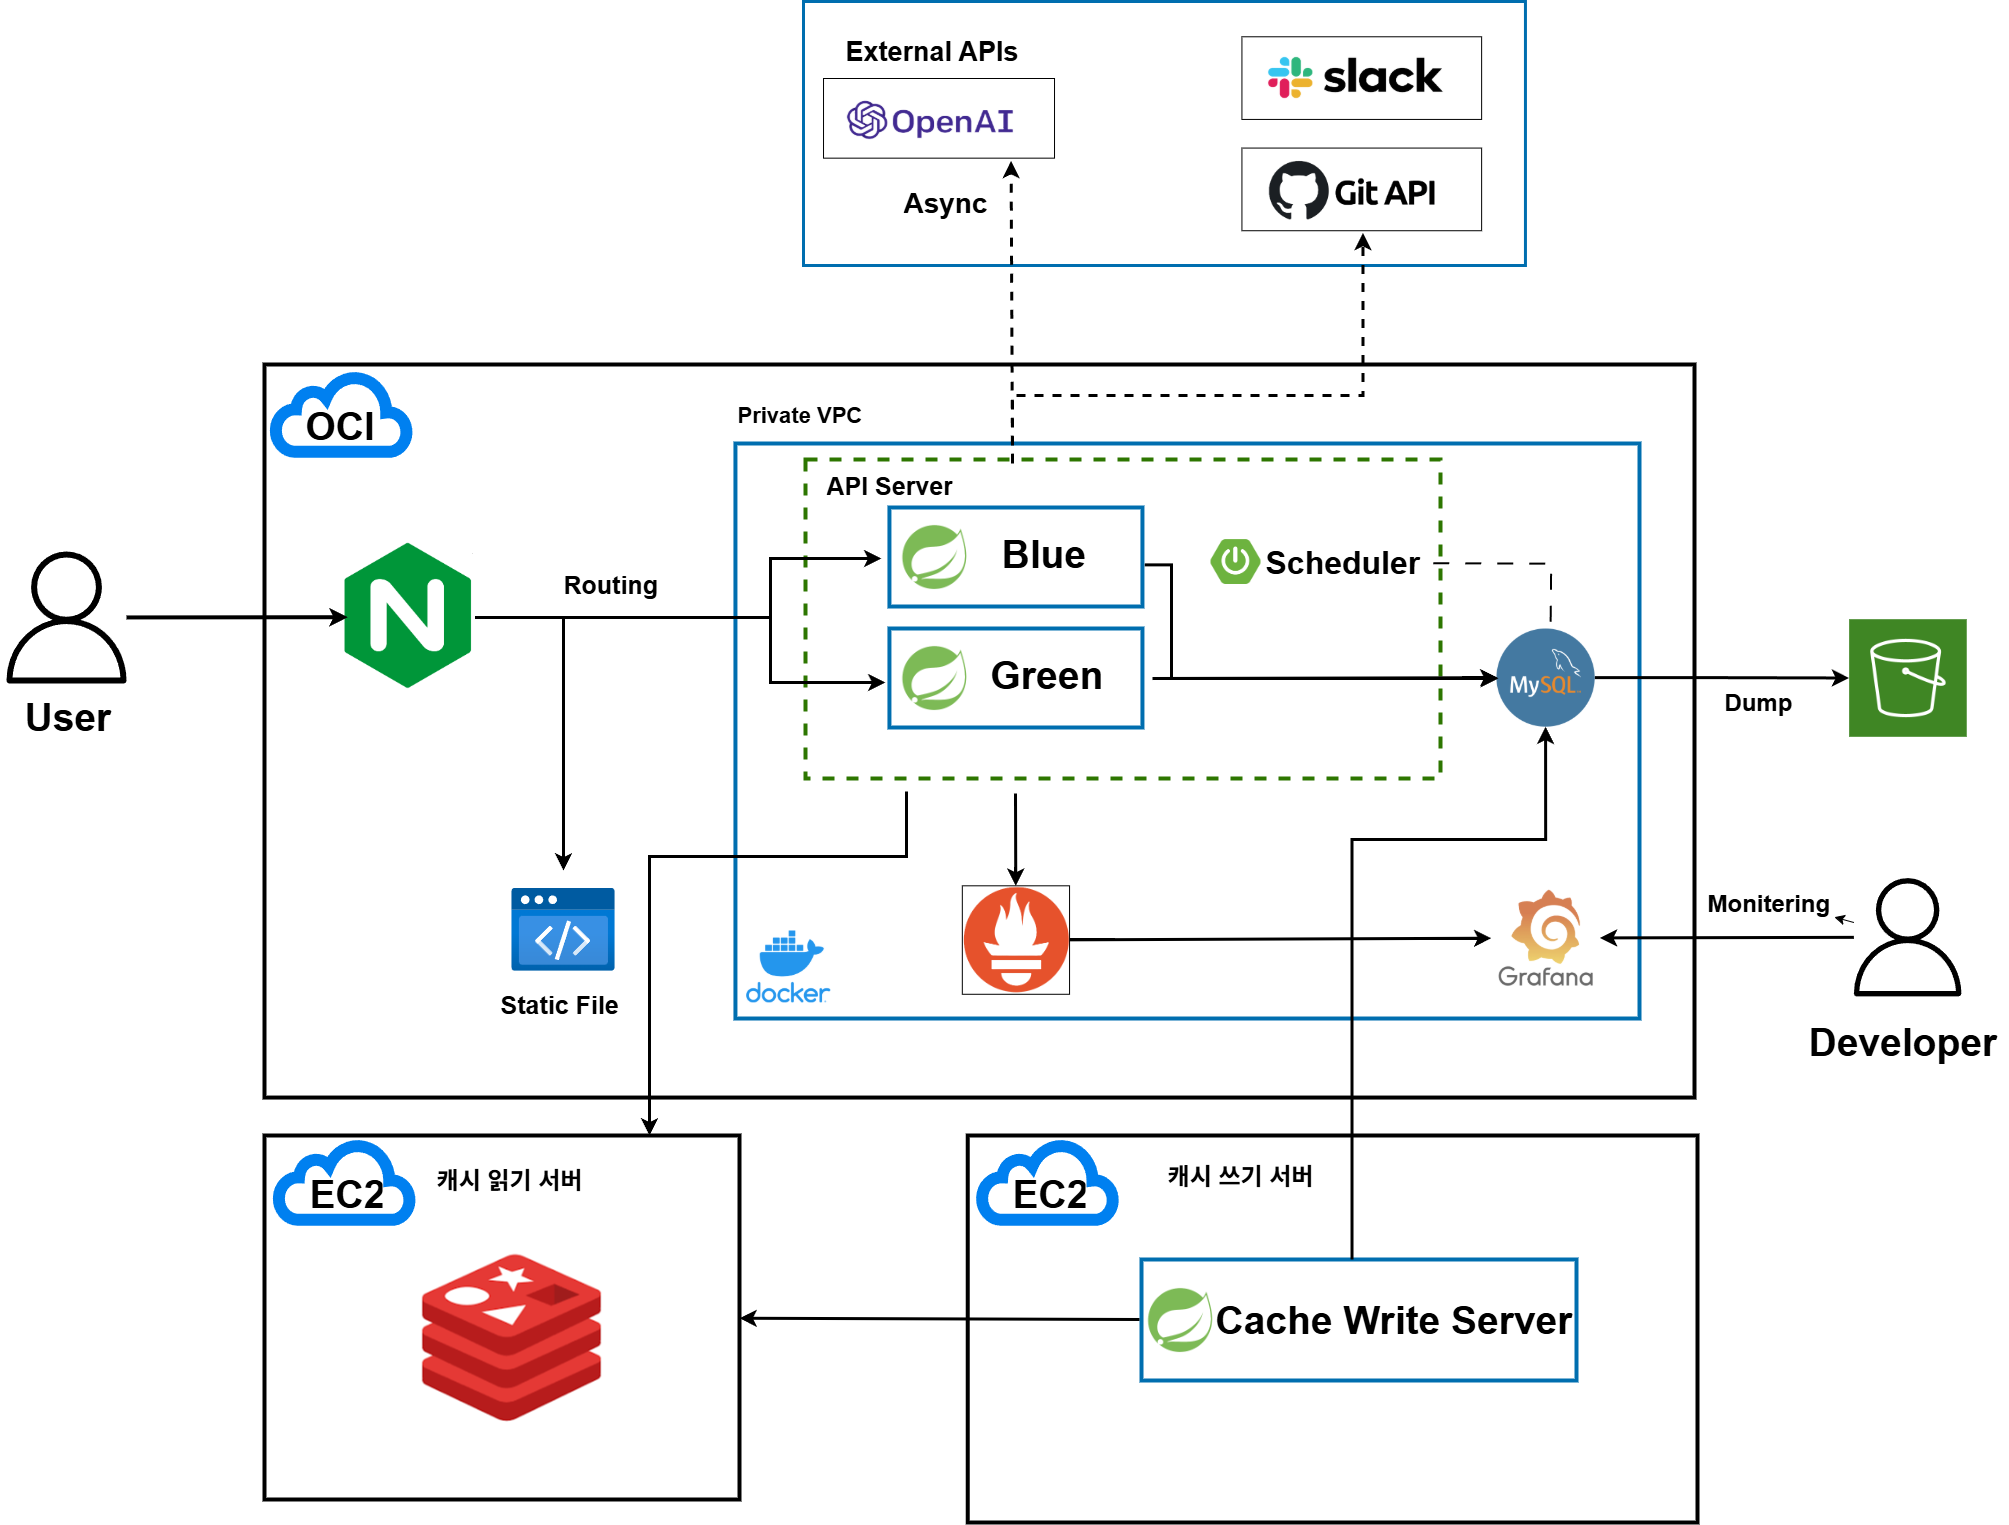 External APIs
OpenAI
slack
Git API
Async
OCI
Private VPC
API Server
Blue
Scheduler
Routing
Green
MySQL
User
Dump
Monitering
docker
Grafana
Static File
Developer
EC2
캐시 읽기 서버
EC2
캐시 쓰기 서버
Cache Write Server